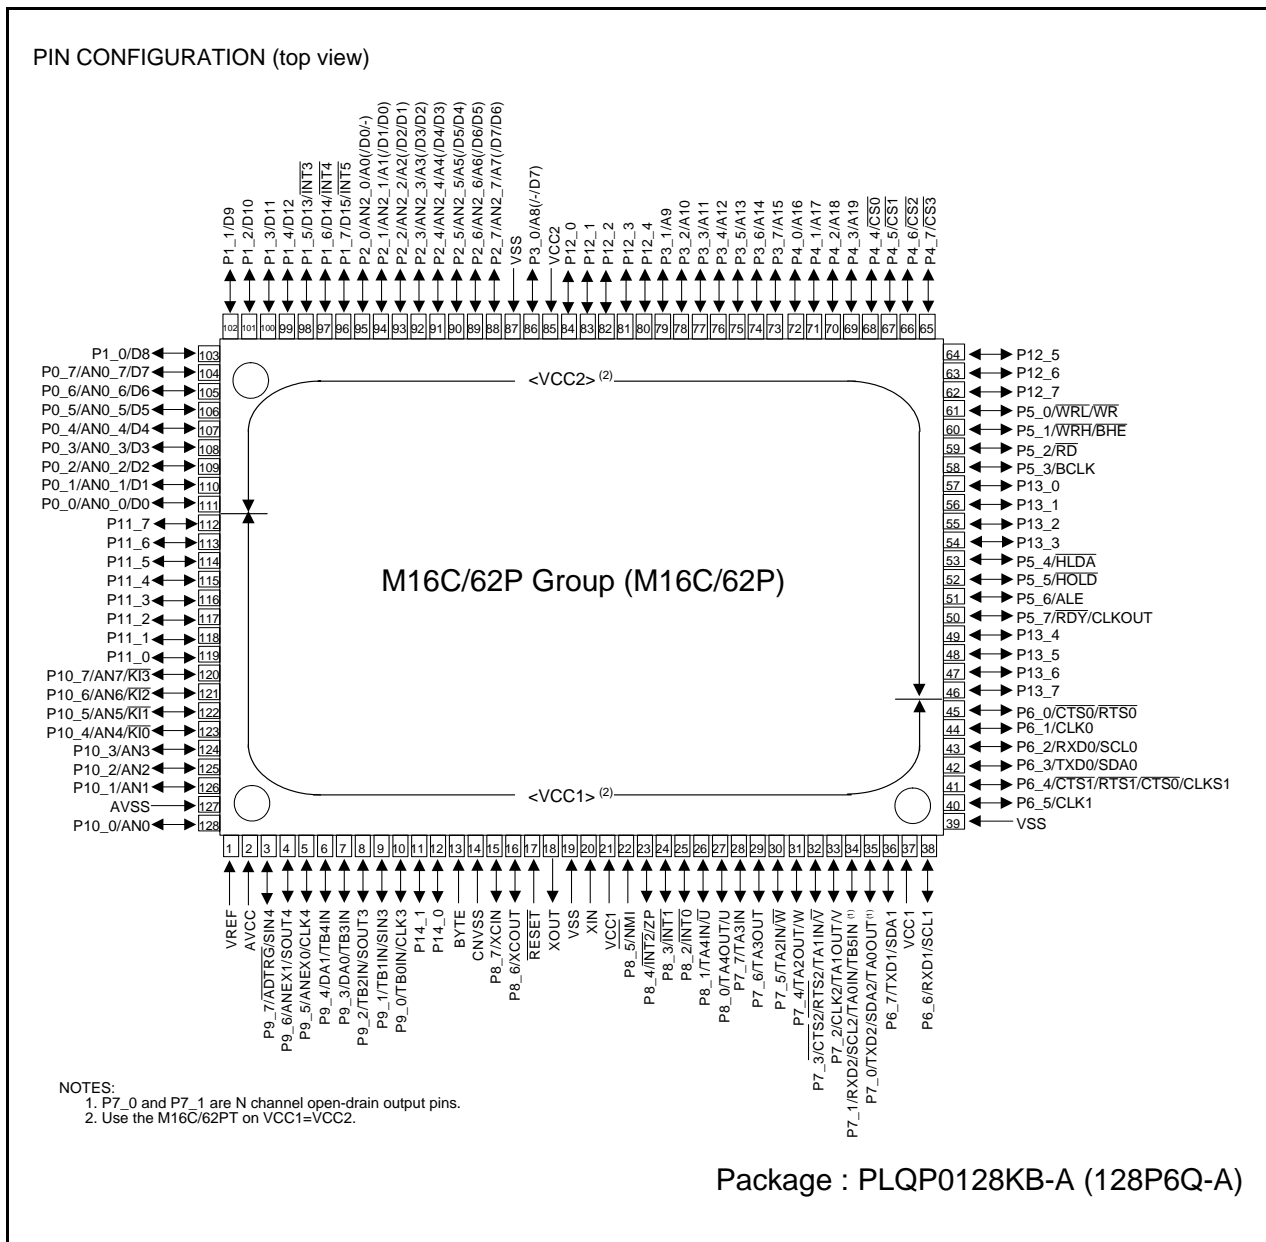 PIN CONFIGURATION (top view)
P1_1/D9
P1_2/D10
P1_3/D11
P1_4/D12
P1_5/D13/INT3
P1_6/D14/INT4
P1_7/D15/INT5
P2_0/AN2_0/A0(/D0/-)
P2_1/AN2_1/A1(/D1/D0)
P2_2/AN2_2/A2(/D2/D1)
P2_3/AN2_3/A3(/D3/D2)
P2_4/AN2_4/A4(/D4/D3)
P2_5/AN2_5/A5(/D5/D4)
P2_6/AN2_6/A6(/D6/D5)
P2_7/AN2_7/A7(/D7/D6)
VSS
P3_0/A8(/-/D7)
VCC2
P12_0
P12_1
P12_2
P12_3
P12_4
P3_1/A9
P3_2/A10
P3_3/A11
P3_4/A12
P3_5/A13
P3_6/A14
P3_7/A15
P4_0/A16
P4_1/A17
P4_2/A18
P4_3/A19
P4_4/CS0
P4_5/CS1
P4_6/CS2
P4_7/CS3
102 101 100 99 98 97 96 95 94 93 92 91 90 89 88 87 86 85 84 83 82 81 80 79 78 77 76 75 74 73 72 71 70 69 68 67 66 65
P1_0/D8 103
P0_7/AN0_7/D7 104
P0_6/AN0_6/D6 105
P0_5/AN0_5/D5 106
P0_4/AN0_4/D4 107
P0_3/AN0_3/D3 108
P0_2/AN0_2/D2 109
P0_1/AN0_1/D1 110
P0_0/AN0_0/D0 111
P11_7 112
P11_6 113
P11_5 114
P11_4 115
P11_3 116
P11_2 117
P11_1 118
P11_0 119
P10_7/AN7/KI3 120
P10_6/AN6/KI2 121
P10_5/AN5/KI1 122
P10_4/AN4/KI0 123
P10_3/AN3 124
P10_2/AN2 125
P10_1/AN1 126
AVSS 127
P10_0/AN0 128
<VCC2> (2)
M16C/62P Group (M16C/62P)
<VCC1> (2)
64 P12_5
63 P12_6
62 P12_7
61 P5_0/WRL/WR
60 P5_1/WRH/BHE
59 P5_2/RD
58 P5_3/BCLK
57 P13_0
56 P13_1
55 P13_2
54 P13_3
53 P5_4/HLDA
52 P5_5/HOLD
51 P5_6/ALE
50 P5_7/RDY/CLKOUT
49 P13_4
48 P13_5
47 P13_6
46 P13_7
45 P6_0/CTS0/RTS0
44 P6_1/CLK0
43 P6_2/RXD0/SCL0
42 P6_3/TXD0/SDA0
41 P6_4/CTS1/RTS1/CTS0/CLKS1
40 P6_5/CLK1
39 VSS
1 2 3 4 5 6 7 8 9 10 11 12 13 14 15 16 17 18 19 20 21 22 23 24 25 26 27 28 29 30 31 32 33 34 35 36 37 38
VREF
AVCC
P9_7/ADTRG/SIN4
P9_6/ANEX1/SOUT4
P9_5/ANEX0/CLK4
P9_4/DA1/TB4IN
P9_3/DA0/TB3IN
P9_2/TB2IN/SOUT3
P9_1/TB1IN/SIN3
P9_0/TB0IN/CLK3
P14_1
P14_0
BYTE
CNVSS
P8_7/XCIN
P8_6/XCOUT
RESET
XOUT
VSS
XIN
VCC1
P8_5/NMI
P8_4/INT2/ZP
P8_3/INT1
P8_2/INT0
P8_1/TA4IN/U
P8_0/TA4OUT/U
P7_7/TA3IN
P7_6/TA3OUT
P7_5/TA2IN/W
P7_4/TA2OUT/W
P7_3/CTS2/RTS2/TA1IN/V
P7_2/CLK2/TA1OUT/V
P7_1/RXD2/SCL2/TA0IN/TB5IN (1)
P7_0/TXD2/SDA2/TA0OUT (1)
P6_7/TXD1/SDA1
VCC1
P6_6/RXD1/SCL1
NOTES:
1. P7_0 and P7_1 are N channel open-drain output pins.
2. Use the M16C/62PT on VCC1=VCC2.
Package : PLQP0128KB-A (128P6Q-A)